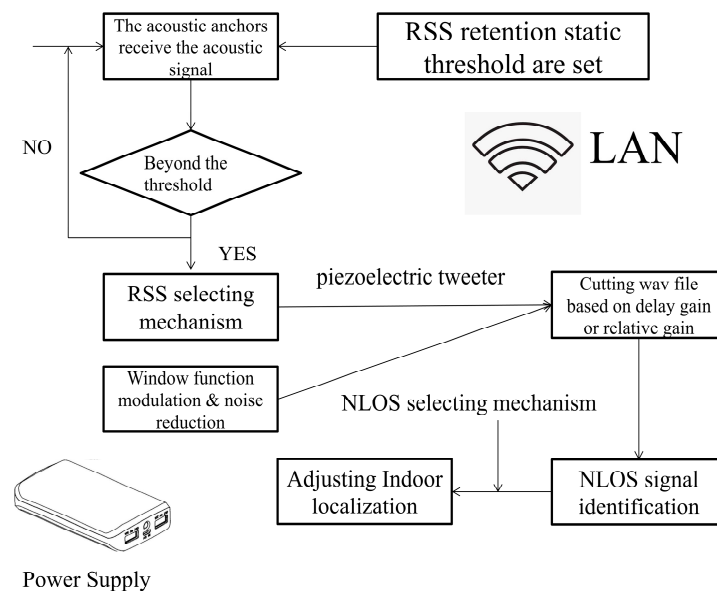 The acoustic anchors
receive the acoustic
signal
RSS retention static
threshold are set
LAN
NO
Beyond the
threshold
YES
RSS selecting
mechanism
piezoelectric tweeter
Cutting wav file
based on delay gain
or relative gain
Window function
modulation & noise
reduction
NLOS selecting mechanism
Adjusting Indoor
localization
NLOS signal
identification
Power Supply